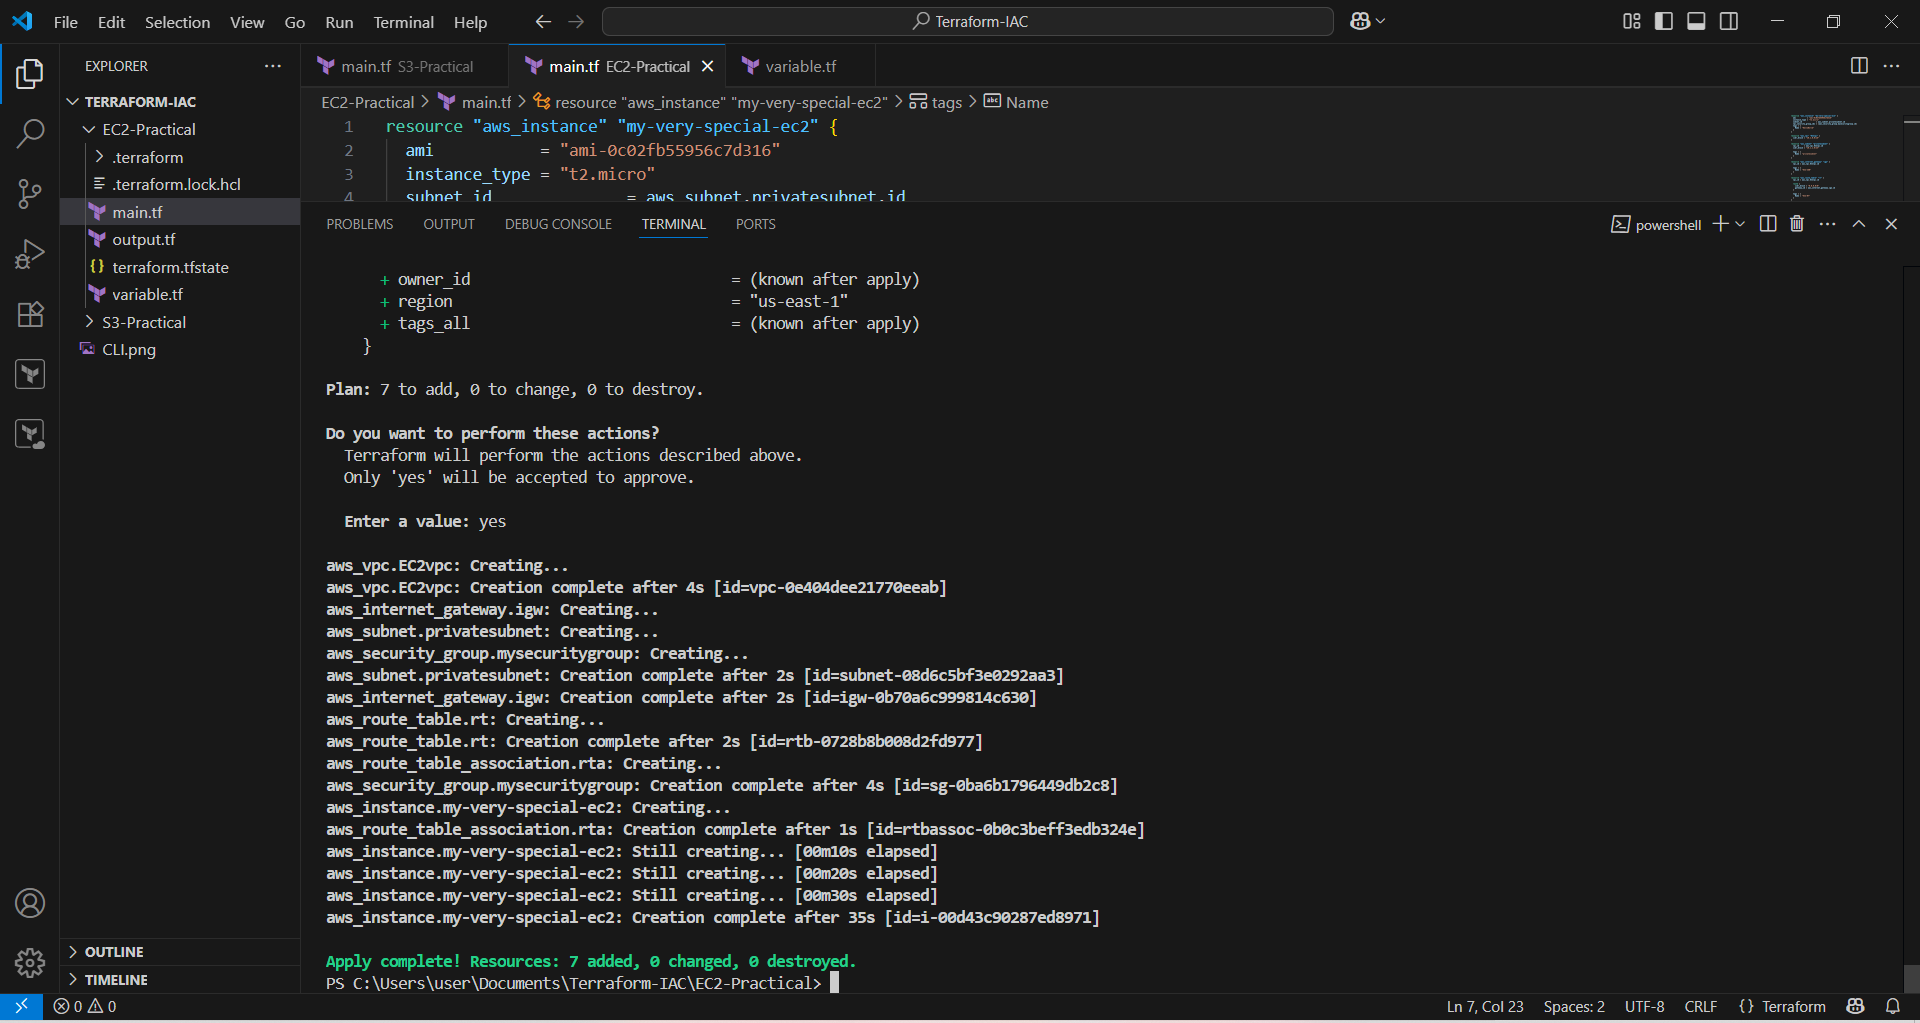 File Edit Selection View Go Run Terminal Help
Terraform-IAC
EXPLORER
TERRAFORM-IAC
EC2-Practical
.terraform
.terraform.lock.hcl
main.tf
output.tf
terraform.tfstate
variable.tf
S3-Practical
CLI.png
OUTLINE
TIMELINE
main.tf S3-Practical
main.tf EC2-Practical
variable.tf
EC2-Practical > main.tf > resource "aws_instance" "my-very-special-ec2" > tags > Name
1 resource "aws_instance" "my-very-special-ec2" {
2 ami = "ami-0c02fb55956c7d316"
3 instance_type = "t2.micro"
4 subnet_id = aws_subnet.privatesubnet.id
PROBLEMS OUTPUT DEBUG CONSOLE TERMINAL PORTS
powershell
+ owner_id = (known after apply)
+ region = "us-east-1"
+ tags_all = (known after apply)
}
Plan: 7 to add, 0 to change, 0 to destroy.
Do you want to perform these actions?
Terraform will perform the actions described above.
Only 'yes' will be accepted to approve.
Enter a value: yes
aws_vpc.EC2vpc: Creating...
aws_vpc.EC2vpc: Creation complete after 4s [id=vpc-0e404dee21770eeab]
aws_internet_gateway.igw: Creating...
aws_subnet.privatesubnet: Creating...
aws_security_group.mysecuritygroup: Creating...
aws_subnet.privatesubnet: Creation complete after 2s [id=subnet-08d6c5bf3e0292aa3]
aws_internet_gateway.igw: Creation complete after 2s [id=igw-0b70a6c999814c630]
aws_route_table.rt: Creating...
aws_route_table.rt: Creation complete after 2s [id=rtb-0728b8b008d2fd977]
aws_route_table_association.rta: Creating...
aws_security_group.mysecuritygroup: Creation complete after 4s [id=sg-0ba6b1796449db2c8]
aws_instance.my-very-special-ec2: Creating...
aws_route_table_association.rta: Creation complete after 1s [id=rtbassoc-0b0c3beff3edb324e]
aws_instance.my-very-special-ec2: Still creating... [00m10s elapsed]
aws_instance.my-very-special-ec2: Still creating... [00m20s elapsed]
aws_instance.my-very-special-ec2: Still creating... [00m30s elapsed]
aws_instance.my-very-special-ec2: Creation complete after 35s [id=i-00d43c90287ed8971]
Apply complete! Resources: 7 added, 0 changed, 0 destroyed.
PS C:\Users\user\Documents\Terraform-IAC\EC2-Practical>
0 0
Ln 7, Col 23 Spaces: 2 UTF-8 CRLF {} Terraform